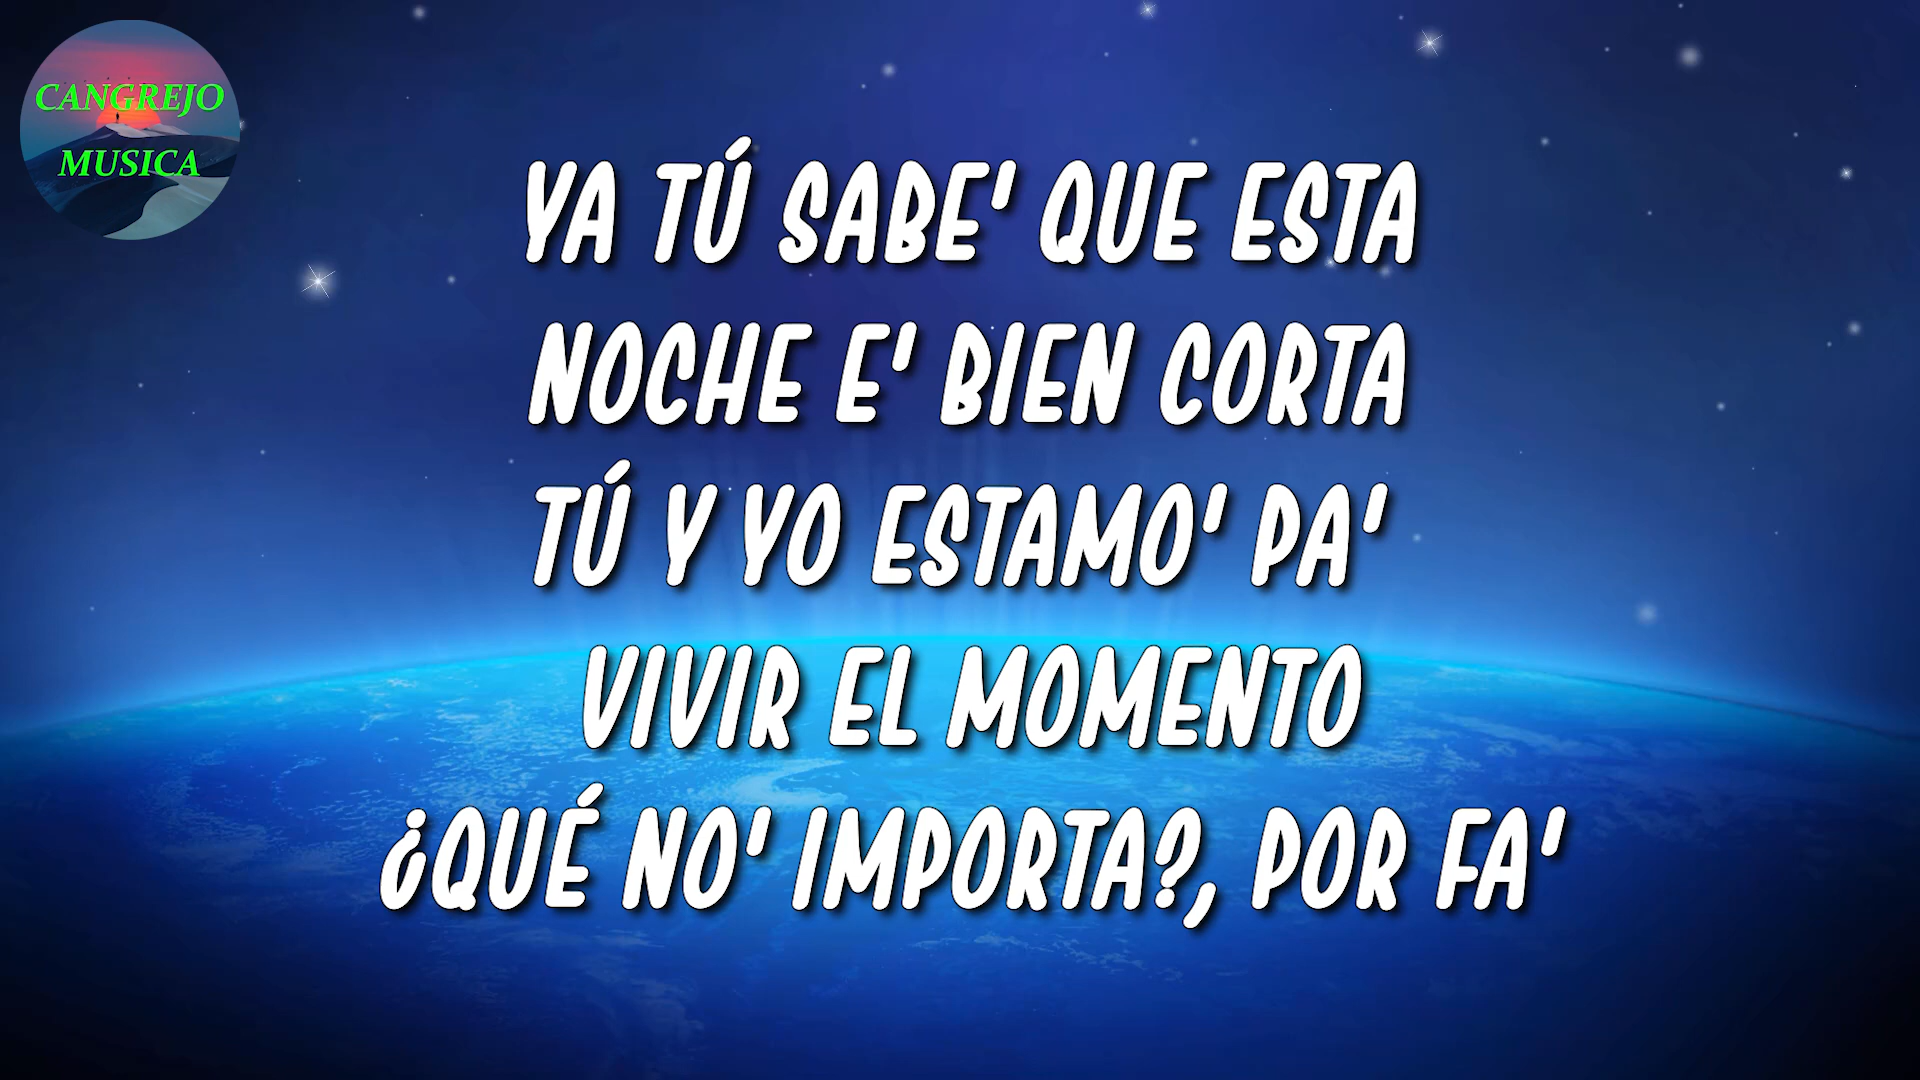 CANGREJO
MUSICA
YA TÚ SABE' QUE ESTA
NOCHE E' BIEN CORTA
TÚ Y YO ESTAMO' PA'
VIVIR EL MOMENTO
¿QUÉ NO' IMPORTA?, POR FA'